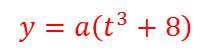 y = a(t³ + 8)